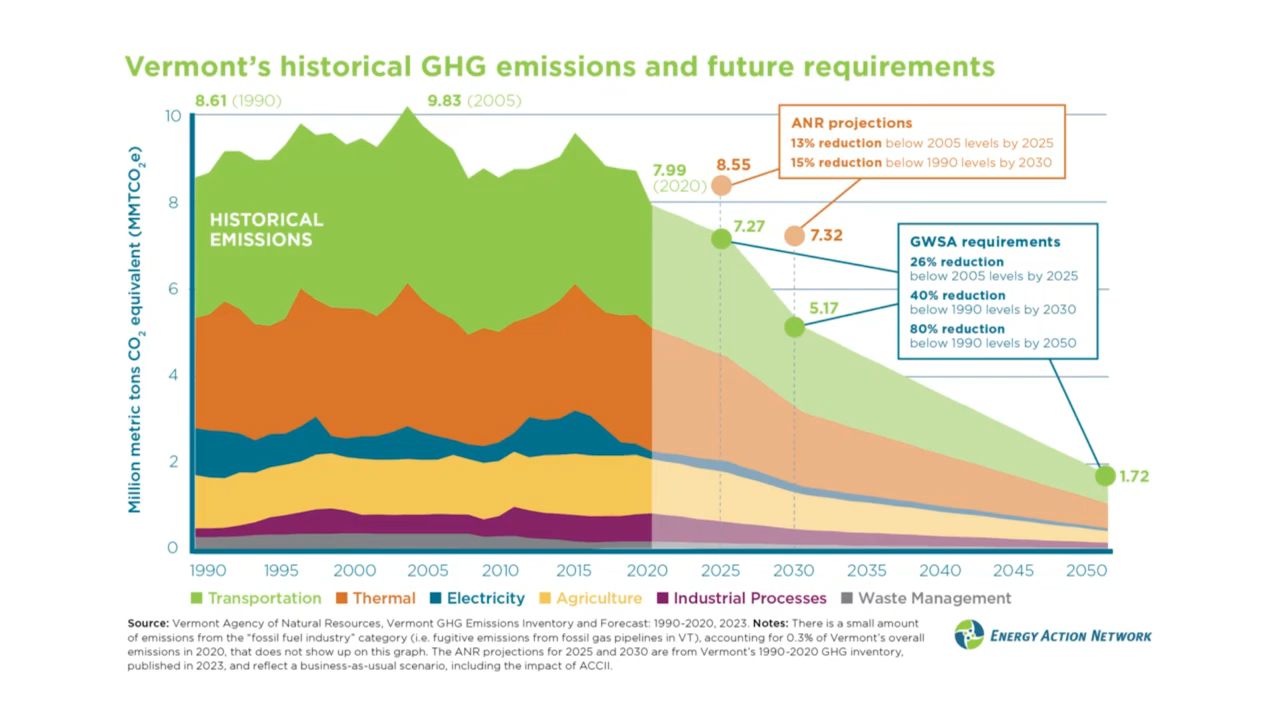 Vermont's historical GHG emissions and future requirements
8.61 (1990)
9.83 (2005)
Million metric tons CO2 equivalent (MMTCO2e)
10
8
6
4
2
0
HISTORICAL
EMISSIONS
7.99
(2020)
8.55
7.27
7.32
5.17
1.72
ANR projections
13% reduction below 2005 levels by 2025
15% reduction below 1990 levels by 2030
GWSA requirements
26% reduction
below 2005 levels by 2025
40% reduction
below 1990 levels by 2030
80% reduction
below 1990 levels by 2050
1990 1995 2000 2005 2010 2015 2020 2025 2030 2035 2040 2045 2050
Transportation Thermal Electricity Agriculture Industrial Processes Waste Management
Source: Vermont Agency of Natural Resources, Vermont GHG Emissions Inventory and Forecast: 1990-2020, 2023. Notes: There is a small amount
of emissions from the "fossil fuel industry" category (i.e. fugitive emissions from fossil gas pipelines in VT), accounting for 0.3% of Vermont's overall
emissions in 2020, that does not show up on this graph. The ANR projections for 2025 and 2030 are from Vermont's 1990-2020 GHG inventory,
published in 2023, and reflect a business-as-usual scenario, including the impact of ACCII.
ENERGY ACTION NETWORK